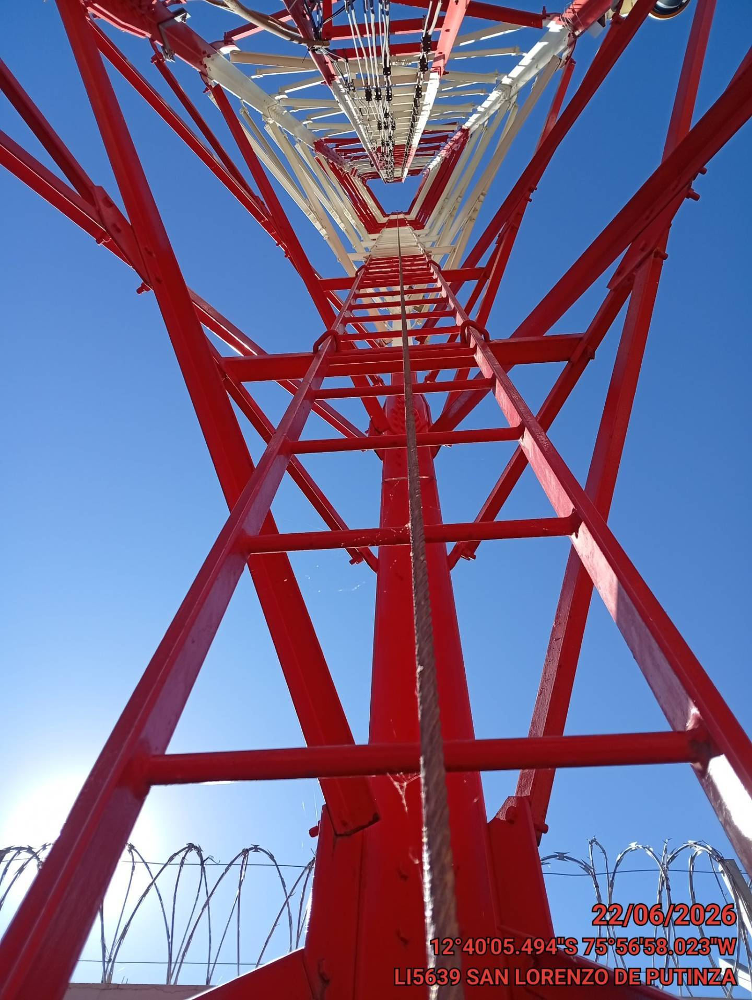 22/06/2026
12°40'05.494"S 75°56'58.023"W
LI5639 SAN LORENZO DE PUTINZA